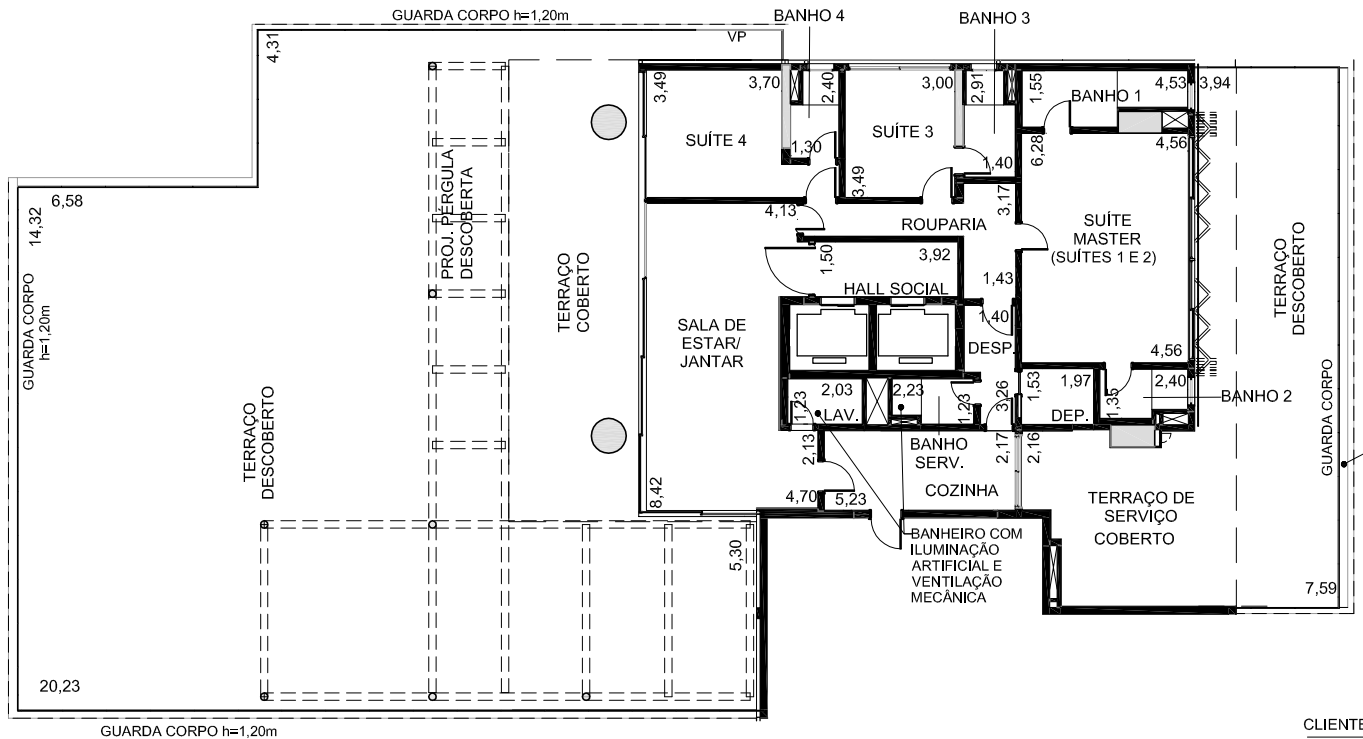 GUARDA CORPO h=1,20m
BANHO 4
BANHO 3
VP
4,31
3,49
3,70
2,40
3,00
2,91
1,55
4,53
3,94
BANHO 1
SUÍTE 4
SUÍTE 3
1,30
1,40
6,28
4,56
3,49
3,17
6,58
14,32
PROJ. PÉRGULA
DESCOBERTA
4,13
ROUPARIA
SUÍTE
MASTER
(SUÍTES 1 E 2)
TERRAÇO
DESCOBERTO
1,50
3,92
1,43
HALL SOCIAL
TERRAÇO
COBERTO
GUARDA CORPO
h=1,20m
SALA DE
ESTAR/
JANTAR
1,40
DESP.
4,56
2,03
2,23
1,53
1,97
2,40
1,23
LAV.
1,23
3,26
DEP.
1,35
BANHO 2
TERRAÇO
DESCOBERTO
2,13
BANHO
SERV.
2,17
2,16
GUARDA CORPO
8,42
4,70
5,23
COZINHA
TERRAÇO DE
SERVIÇO
COBERTO
5,30
BANHEIRO COM
ILUMINAÇÃO
ARTIFICIAL E
VENTILAÇÃO
MECÂNICA
7,59
20,23
GUARDA CORPO h=1,20m
CLIENTE